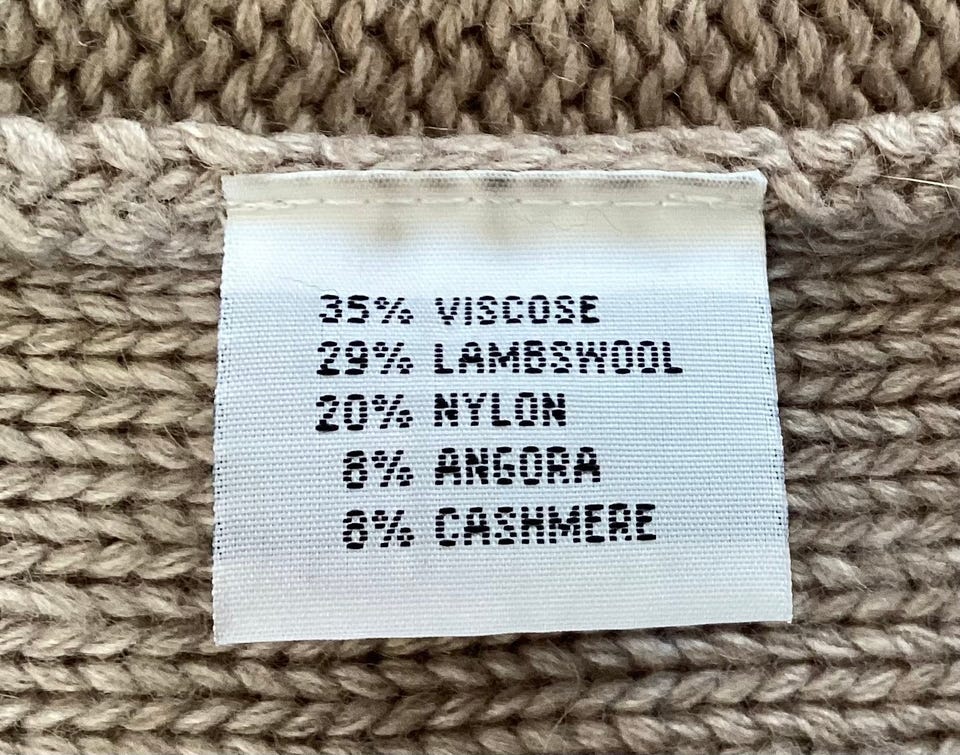 35% VISCOSE
29% LAMBSWOOL
20% NYLON
8% ANGORA
8% CASHMERE